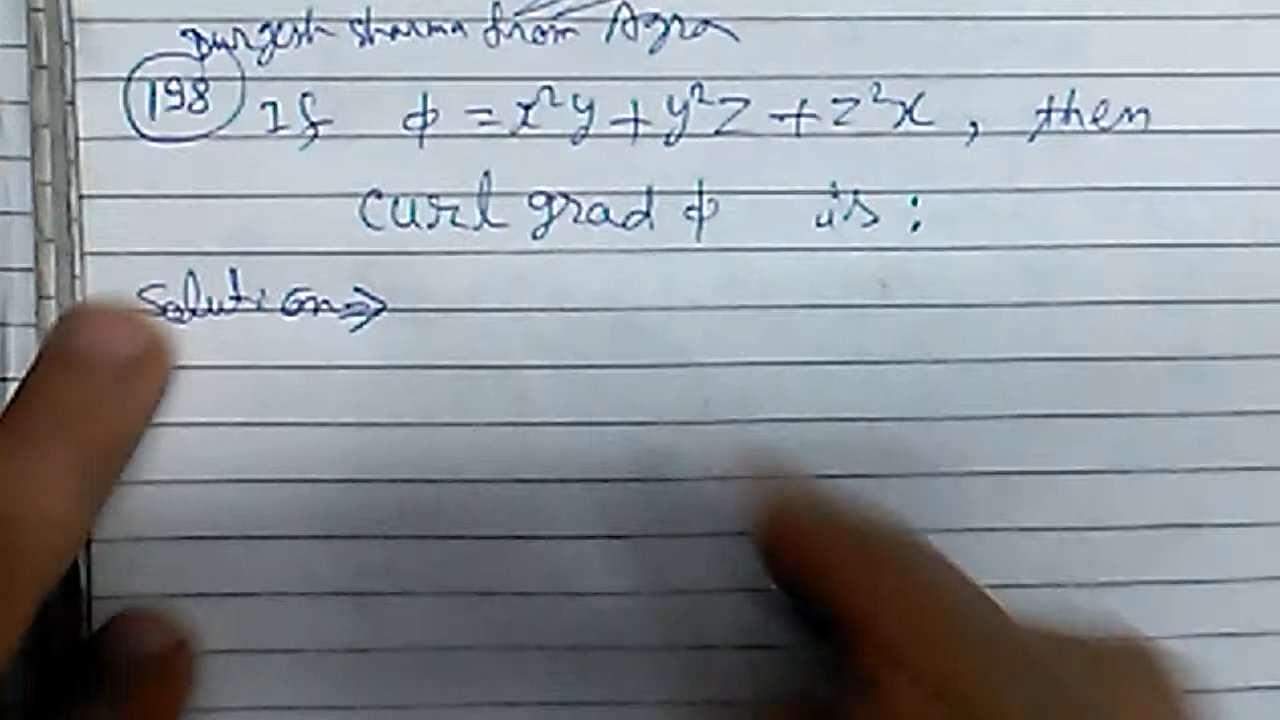 Durgesh Sharma from Agra
198 If φ = x²y + y²z + z²x, then
curl grad φ is :
Solution ⇒